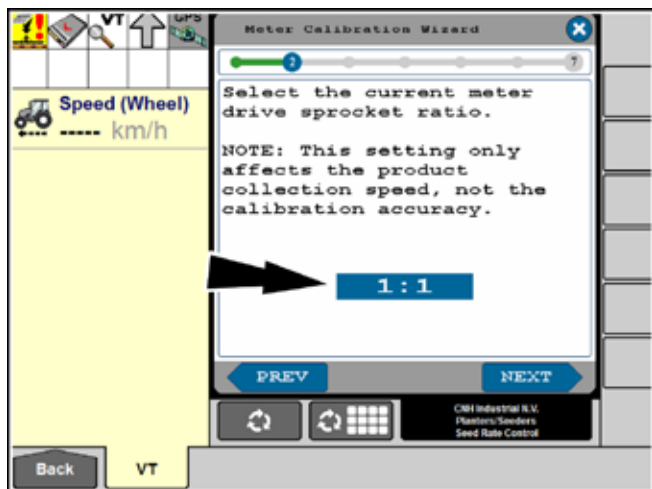 VT
GPS
Meter Calibration Wizard
2
7
Speed (Wheel)
----- km/h
Select the current meter
drive sprocket ratio.
NOTE: This setting only
affects the product
collection speed, not the
calibration accuracy.
1:1
PREV
NEXT
CNH Industrial N.V.
Planters/Seeders
Seed Rate Control
Back
VT